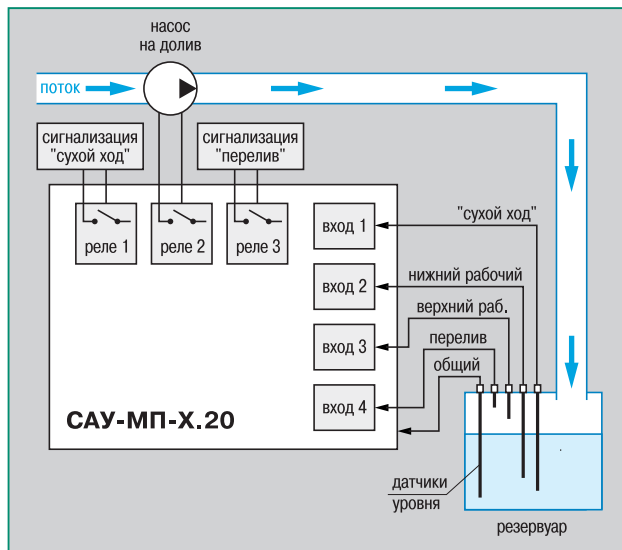 насос
на долив
поток
сигнализация
"сухой ход"
сигнализация
"перелив"
реле 1
реле 2
реле 3
вход 1
вход 2
вход 3
вход 4
"сухой ход"
нижний рабочий
верхний раб.
перелив
общий
САУ-МП-Х.20
датчики
уровня
резервуар